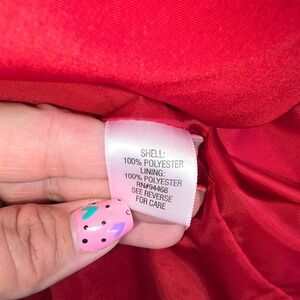 SHELL:
100% POLYESTER
LINING:
100% POLYESTER
RN#94468
SEE REVERSE
FOR CARE